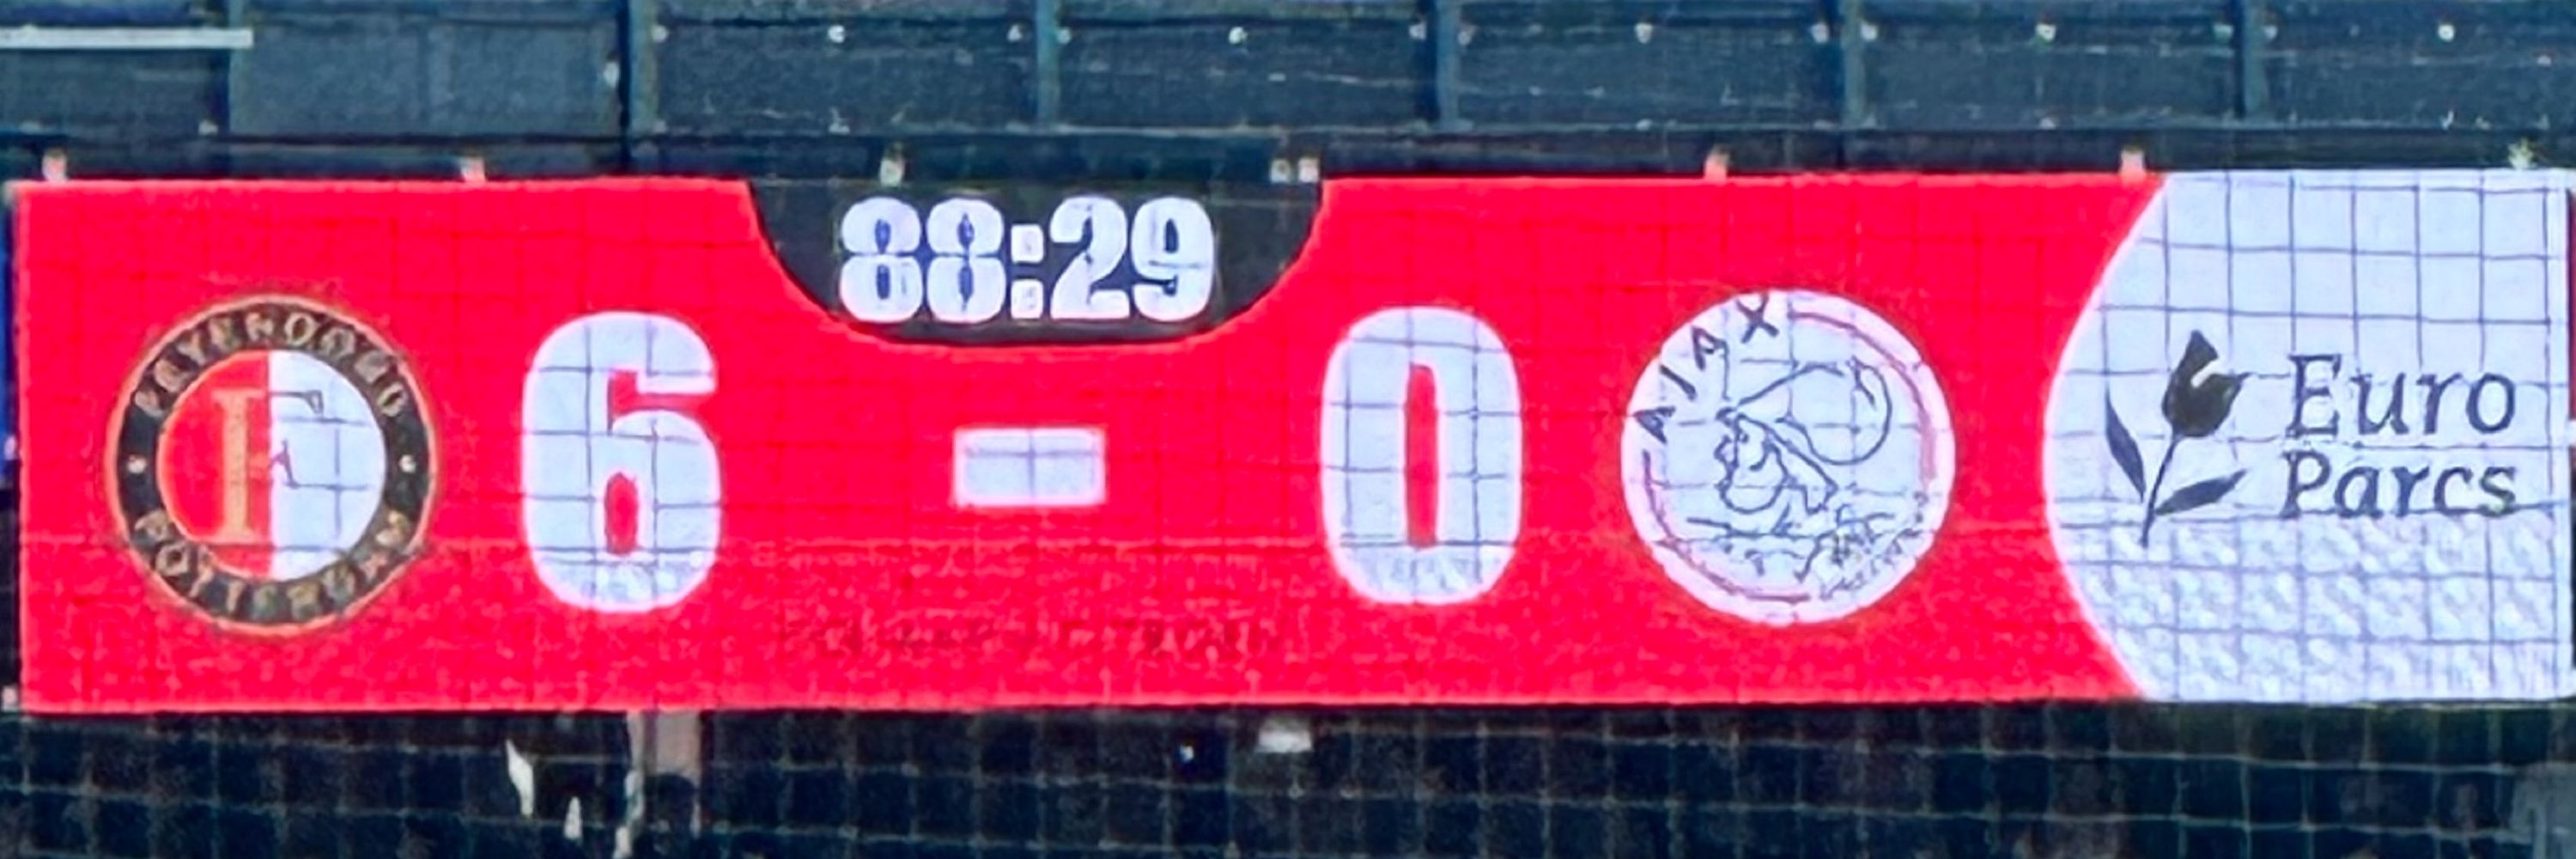 88:29
FEYENOORD
ROTTERDAM
6 - 0
AJAX
Euro
Parcs